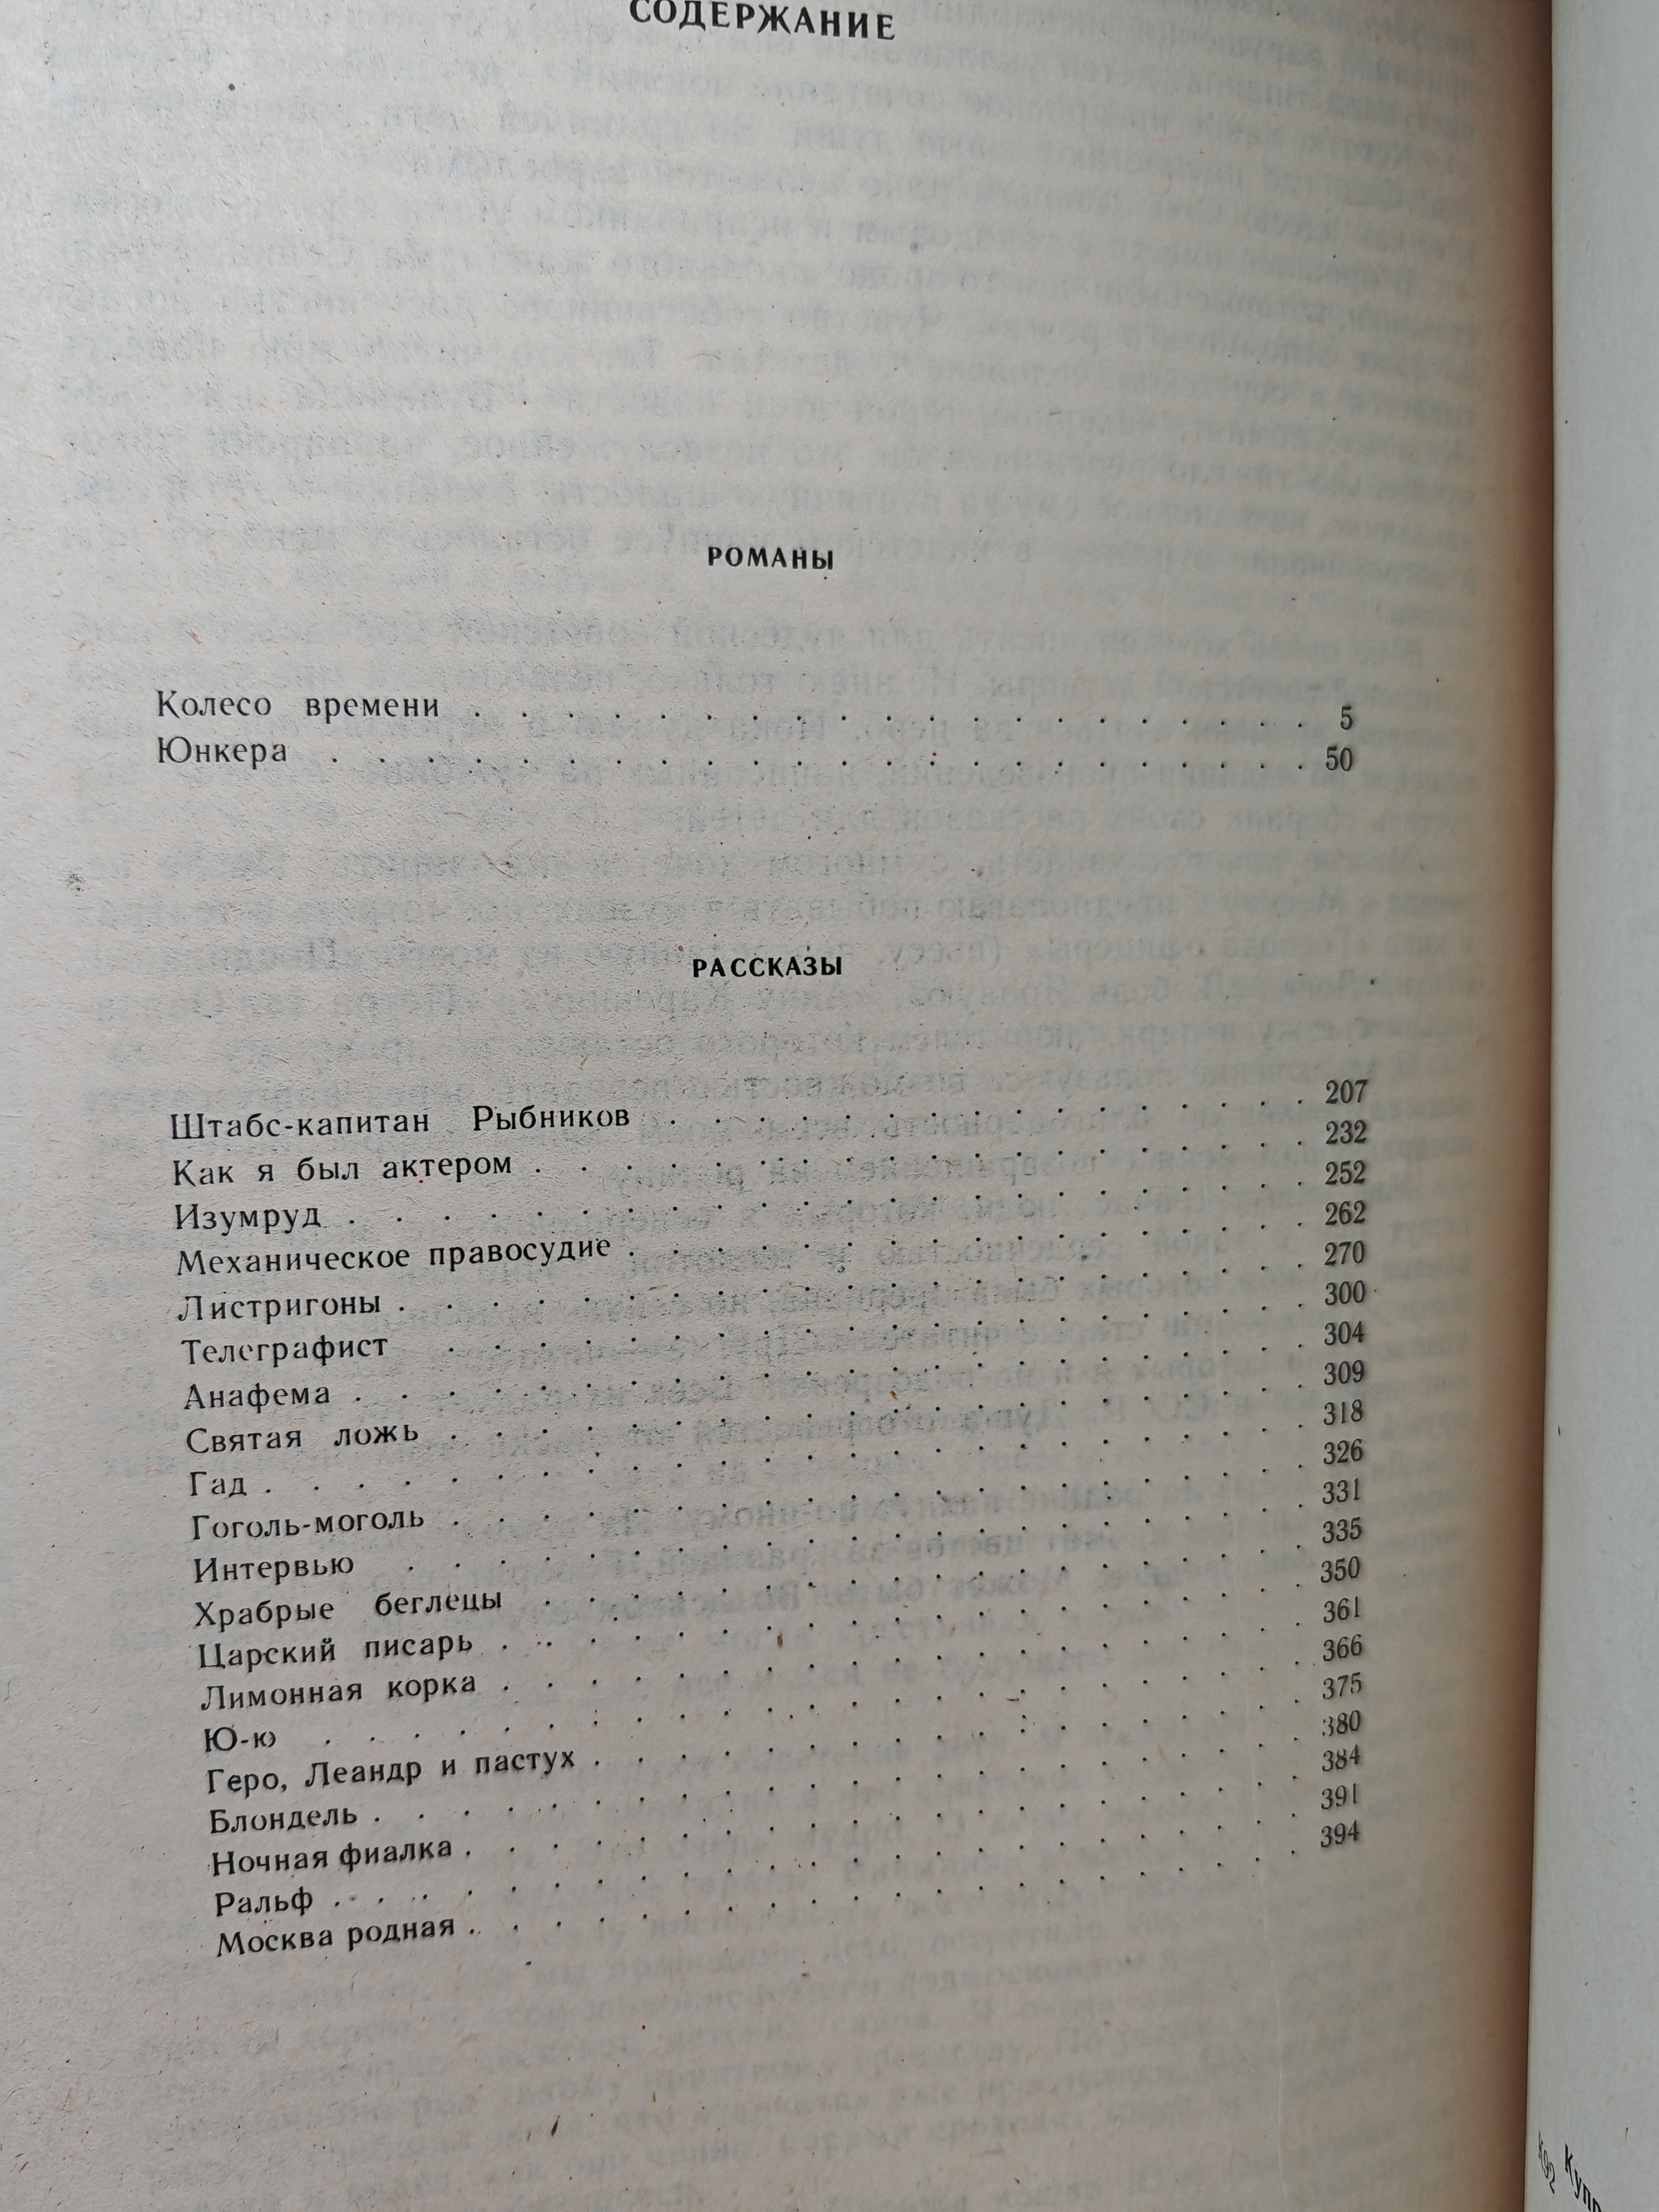 СОДЕРЖАНИЕ
РОМАНЫ
Колесо времени . . . . . . . . . . . . . . . . . . . 5
Юнкера . . . . . . . . . . . . . . . . . . . . . . 50
РАССКАЗЫ
Штабс-капитан Рыбников . . . . . . . . . . . . . . . 207
Как я был актером . . . . . . . . . . . . . . . . . . 232
Изумруд . . . . . . . . . . . . . . . . . . . . . . 252
Механическое правосудие . . . . . . . . . . . . . . . . 262
Листригоны . . . . . . . . . . . . . . . . . . . . . 270
Телеграфист . . . . . . . . . . . . . . . . . . . . 300
Анафема . . . . . . . . . . . . . . . . . . . . . . 304
Святая ложь . . . . . . . . . . . . . . . . . . . . 309
Гад . . . . . . . . . . . . . . . . . . . . . . . . 318
Гоголь-моголь . . . . . . . . . . . . . . . . . . . . 326
Интервью . . . . . . . . . . . . . . . . . . . . . 331
Храбрые беглецы . . . . . . . . . . . . . . . . . . 335
Царский писарь . . . . . . . . . . . . . . . . . . . 350
Лимонная корка . . . . . . . . . . . . . . . . . . . 361
Ю-ю . . . . . . . . . . . . . . . . . . . . . . . 366
Геро, Леандр и пастух . . . . . . . . . . . . . . . . . 375
Блондель . . . . . . . . . . . . . . . . . . . . . . 380
Ночная фиалка . . . . . . . . . . . . . . . . . . . . 384
Ральф . . . . . . . . . . . . . . . . . . . . . . . 391
Москва родная . . . . . . . . . . . . . . . . . . . . 394
К92